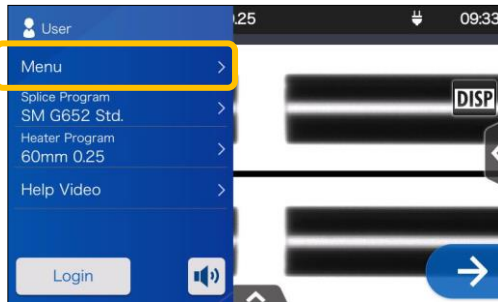 User
.25
09:33
Menu
Splice Program
SM G652 Std.
DISP
Heater Program
60mm 0.25
Help Video
Login